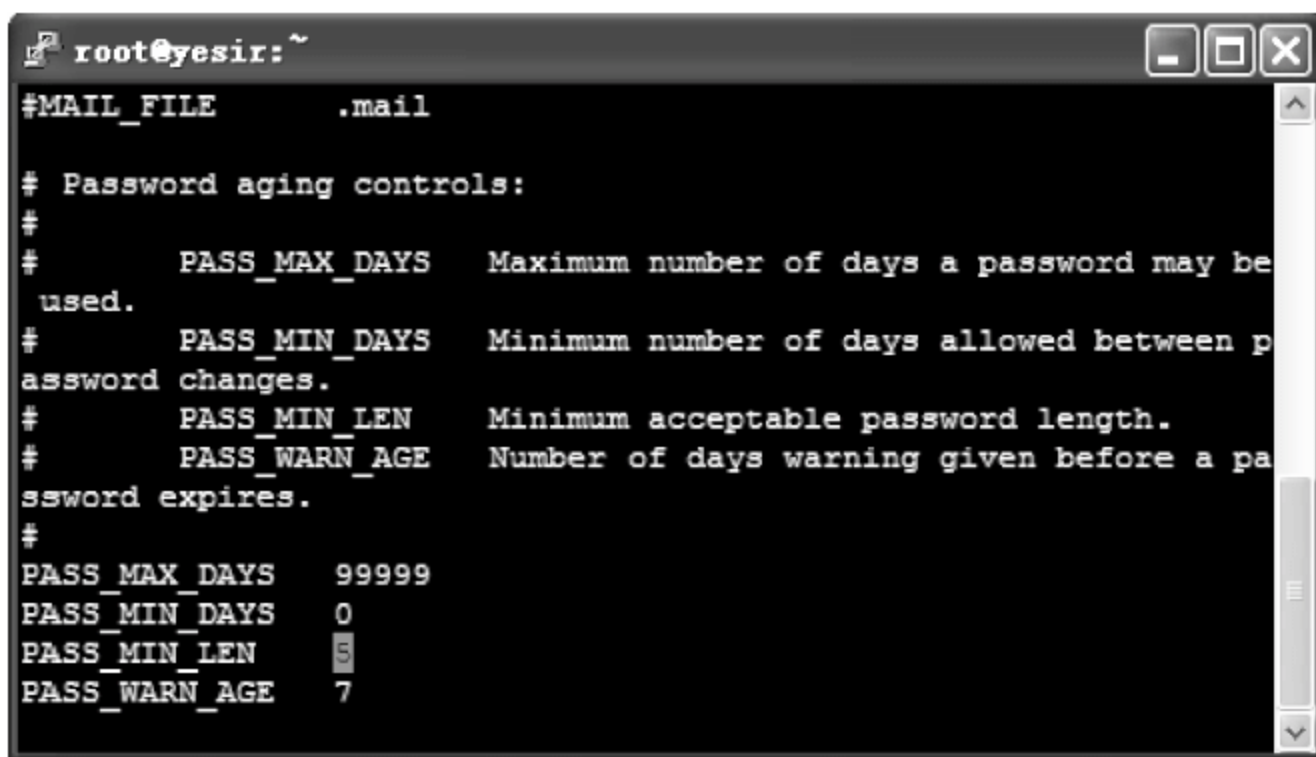 root@yesir:~
#MAIL_FILE      .mail

# Password aging controls:
#
#       PASS_MAX_DAYS   Maximum number of days a password may be
 used.
#       PASS_MIN_DAYS   Minimum number of days allowed between p
assword changes.
#       PASS_MIN_LEN    Minimum acceptable password length.
#       PASS_WARN_AGE   Number of days warning given before a pa
ssword expires.
#
PASS_MAX_DAYS   99999
PASS_MIN_DAYS   0
PASS_MIN_LEN    5
PASS_WARN_AGE   7